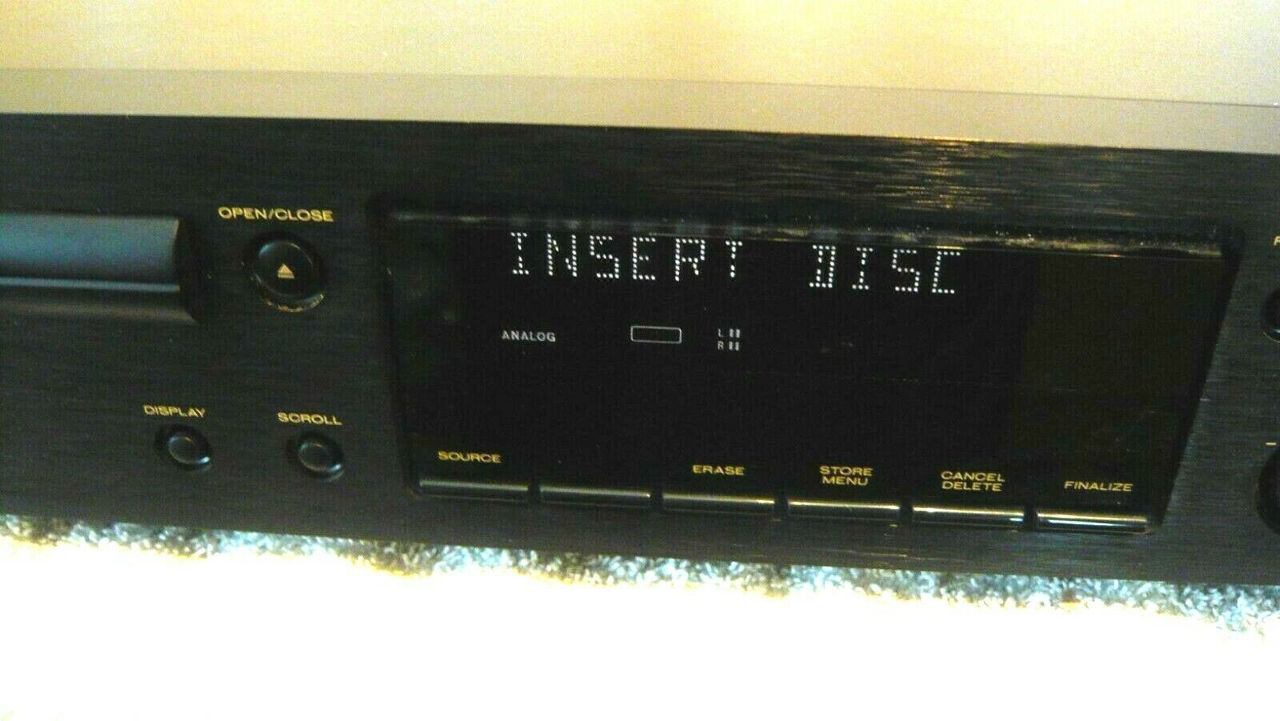 OPEN/CLOSE
INSERT DISC
ANALOG
L
R
DISPLAY
SCROLL
SOURCE
ERASE
STORE
MENU
CANCEL
DELETE
FINALIZE